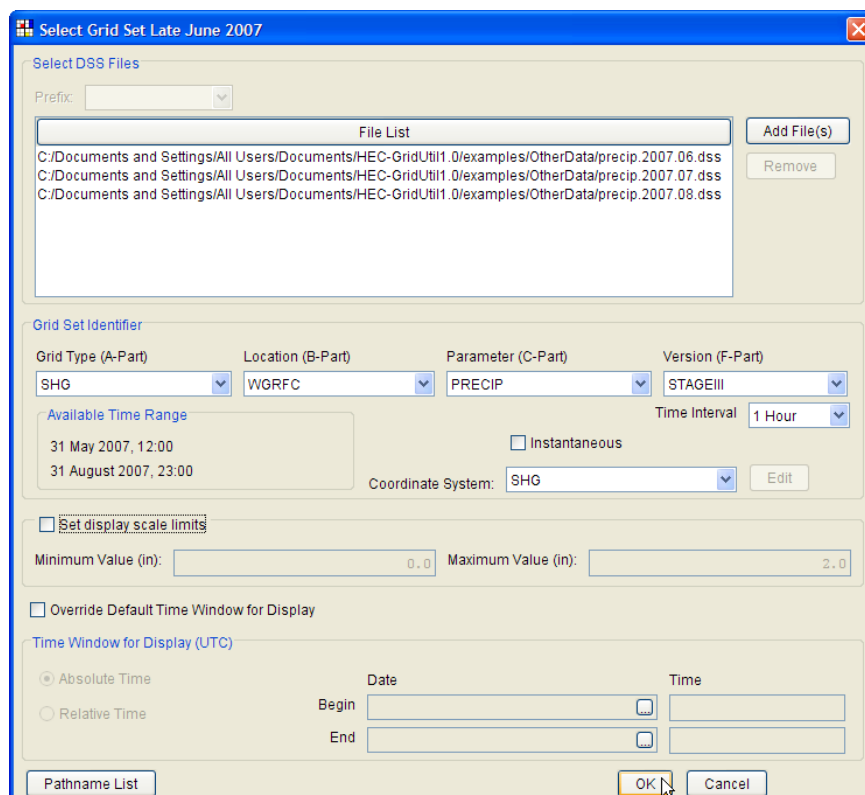 Select Grid Set Late June 2007
Select DSS Files
Prefix:
File List
Add File(s)
C:/Documents and Settings/All Users/Documents/HEC-GridUtil1.0/examples/OtherData/precip.2007.06.dss
C:/Documents and Settings/All Users/Documents/HEC-GridUtil1.0/examples/OtherData/precip.2007.07.dss
C:/Documents and Settings/All Users/Documents/HEC-GridUtil1.0/examples/OtherData/precip.2007.08.dss
Remove
Grid Set Identifier
Grid Type (A-Part) Location (B-Part) Parameter (C-Part) Version (F-Part)
SHG WGRFC PRECIP STAGEIII
Available Time Range
Time Interval 1 Hour
31 May 2007, 12:00
Instantaneous
31 August 2007, 23:00
Coordinate System: SHG Edit
Set display scale limits
Minimum Value (in): 0.0 Maximum Value (in): 2.0
Override Default Time Window for Display
Time Window for Display (UTC)
Absolute Time
Date Time
Relative Time
Begin ...
End ...
Pathname List OK Cancel